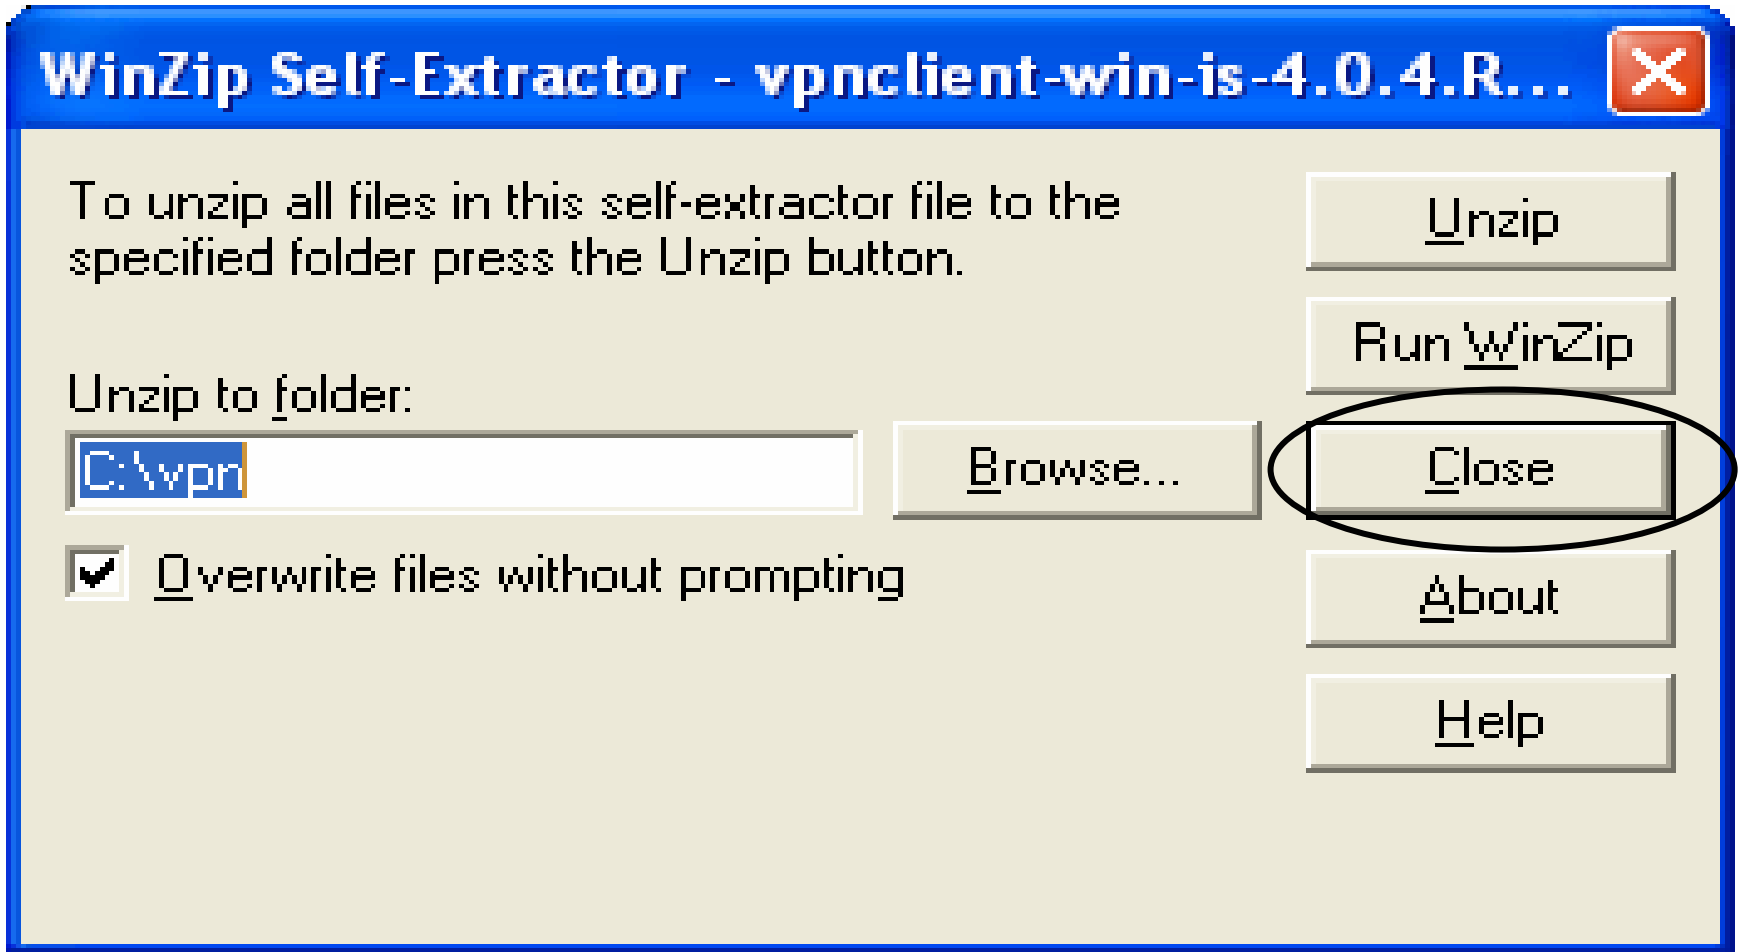 WinZip Self-Extractor - vpnclient-win-is-4.0.4.R...
To unzip all files in this self-extractor file to the
specified folder press the Unzip button.
Unzip to folder:
C:\vpn
Browse...
Overwrite files without prompting
Unzip
Run WinZip
Close
About
Help